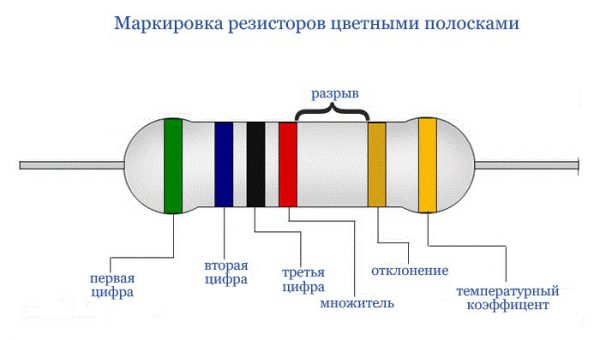 Маркировка резисторов цветными полосками
разрыв
первая
цифра
вторая
цифра
третья
цифра
множитель
отклонение
температурный
коэффицент